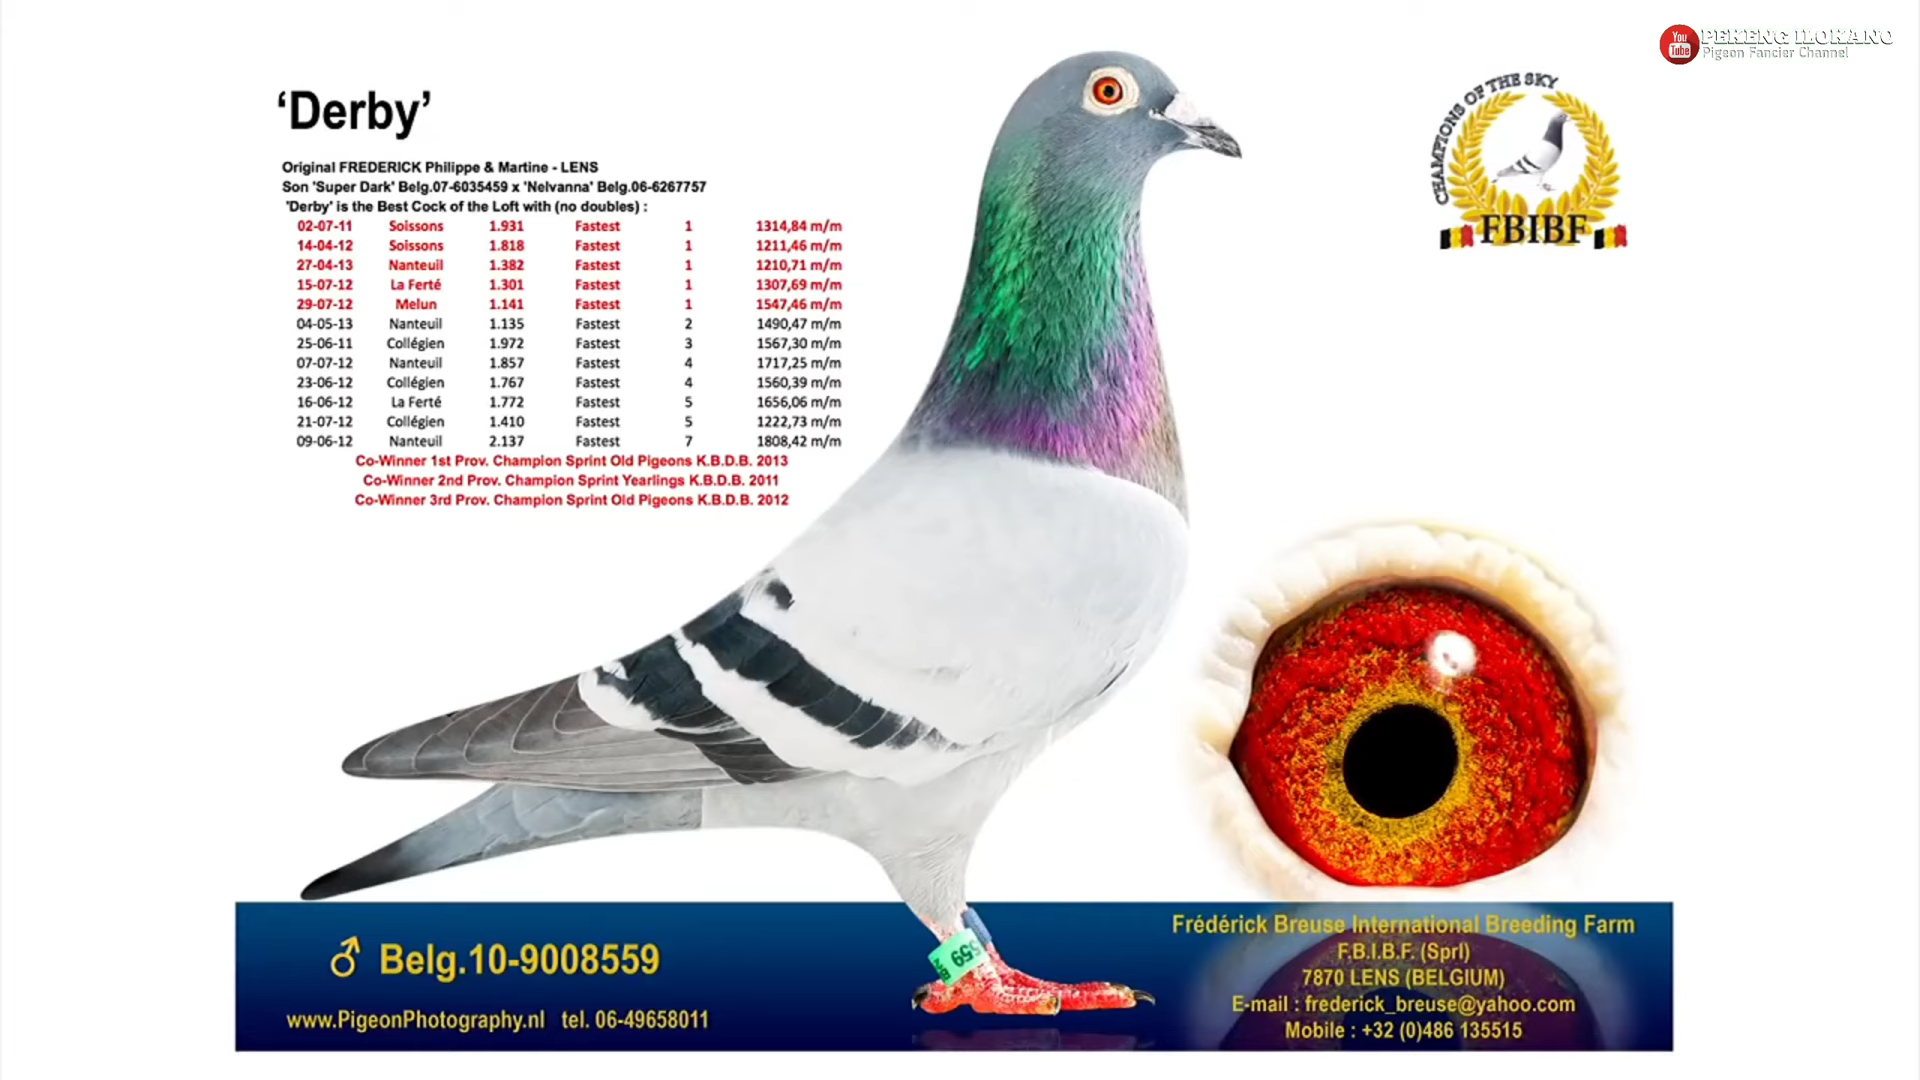 You
Tube
PEKENG ILOKANO
Pigeon Fancier Channel
CHAMPIONS OF THE SKY
FBIBF
‘Derby’
Original FREDERICK Philippe & Martine - LENS
Son 'Super Dark' Belg.07-6035459 x 'Nelvanna' Belg.06-6267757
'Derby' is the Best Cock of the Loft with (no doubles) :
02-07-11 Soissons 1.931 Fastest 1 1314,84 m/m
14-04-12 Soissons 1.818 Fastest 1 1211,46 m/m
27-04-13 Nanteuil 1.382 Fastest 1 1210,71 m/m
15-07-12 La Ferté 1.301 Fastest 1 1307,69 m/m
29-07-12 Melun 1.141 Fastest 1 1547,46 m/m
04-05-13 Nanteuil 1.135 Fastest 2 1490,47 m/m
25-06-11 Collégien 1.972 Fastest 3 1567,30 m/m
07-07-12 Nanteuil 1.857 Fastest 4 1717,25 m/m
23-06-12 Collégien 1.767 Fastest 4 1560,39 m/m
16-06-12 La Ferté 1.772 Fastest 5 1656,06 m/m
21-07-12 Collégien 1.410 Fastest 5 1222,73 m/m
09-06-12 Nanteuil 2.137 Fastest 7 1808,42 m/m
Co-Winner 1st Prov. Champion Sprint Old Pigeons K.B.D.B. 2013
Co-Winner 2nd Prov. Champion Sprint Yearlings K.B.D.B. 2011
Co-Winner 3rd Prov. Champion Sprint Old Pigeons K.B.D.B. 2012
♂ Belg.10-9008559
www.PigeonPhotography.nl tel. 06-49658011
559
Frédérick Breuse International Breeding Farm
F.B.I.B.F. (Sprl)
7870 LENS (BELGIUM)
E-mail : frederick_breuse@yahoo.com
Mobile : +32 (0)486 135515